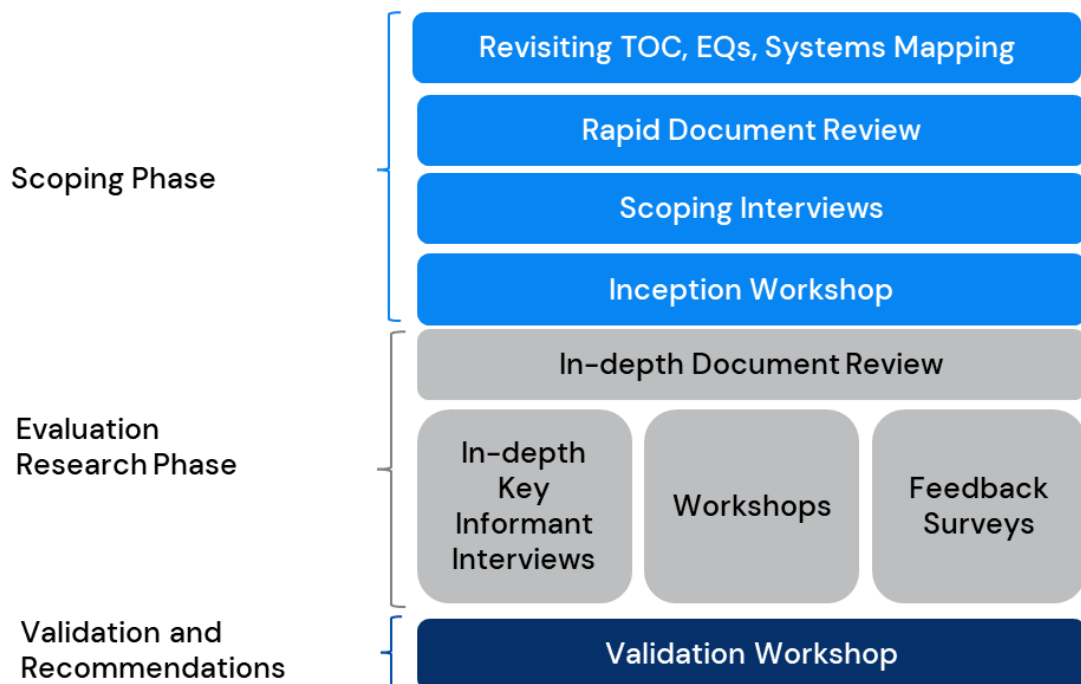 Revisiting TOC, EQs, Systems Mapping
Rapid Document Review
Scoping Phase
Scoping Interviews
Inception Workshop
In-depth Document Review
Evaluation
Research Phase
In-depth
Key
Informant
Interviews
Workshops
Feedback
Surveys
Validation and
Recommendations
Validation Workshop